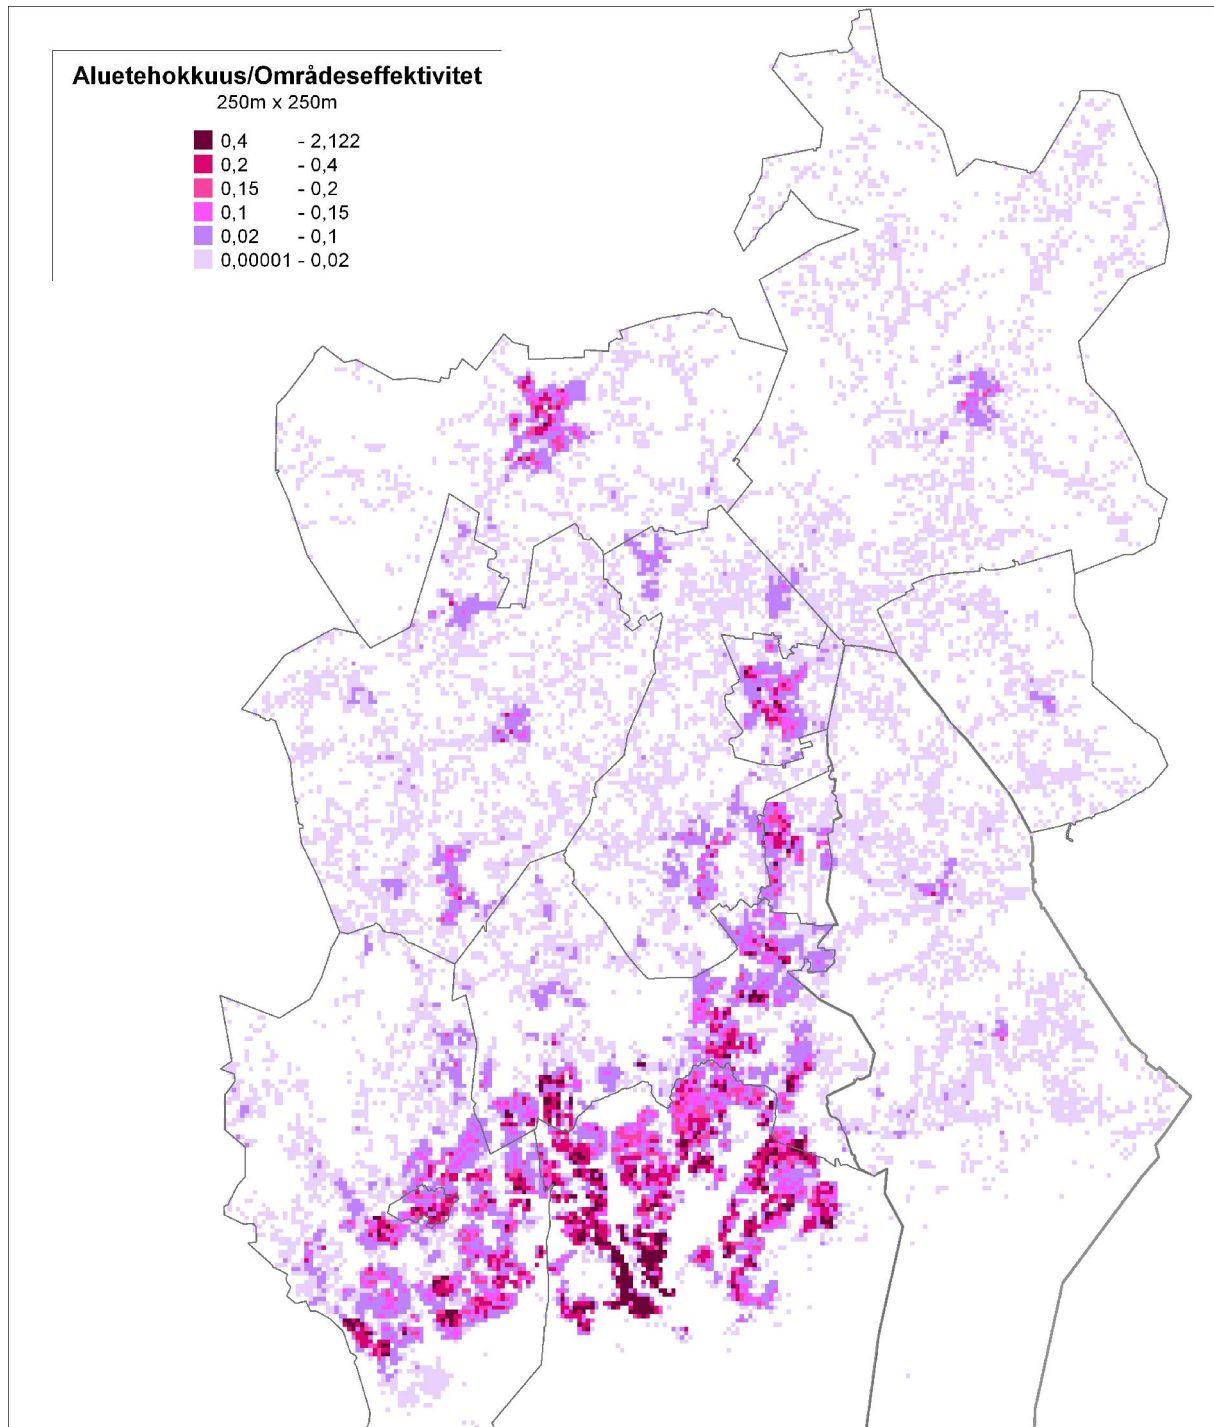 Aluetehokkuus/Områdeseffektivitet
250m x 250m
0,4 - 2,122
0,2 - 0,4
0,15 - 0,2
0,1 - 0,15
0,02 - 0,1
0,00001 - 0,02